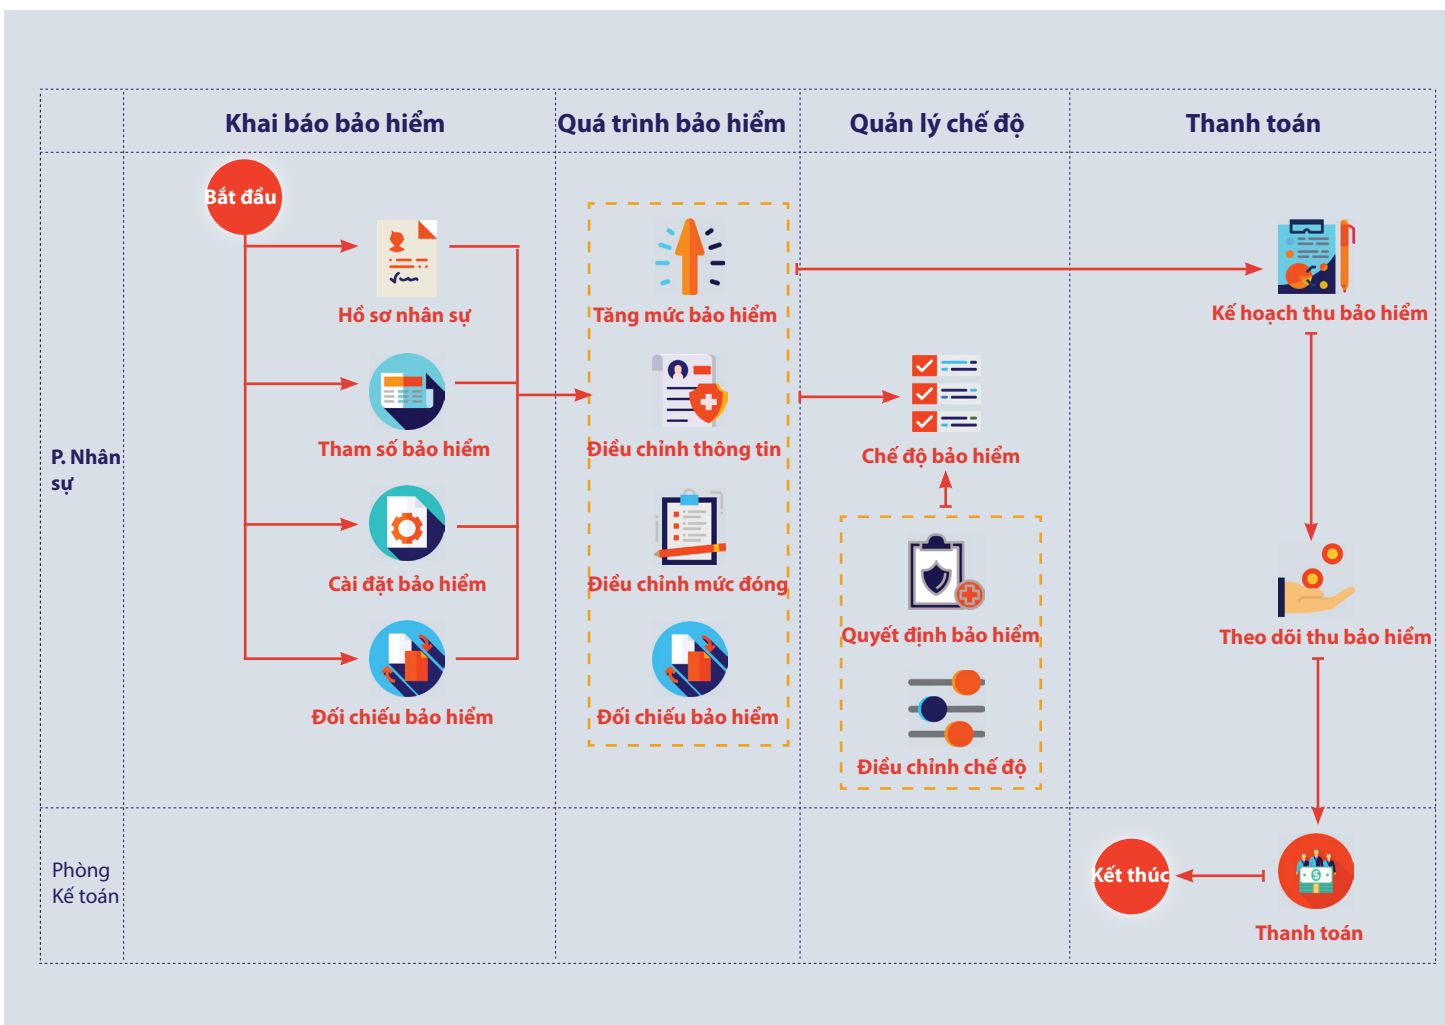 Khai báo bảo hiểm
Quá trình bảo hiểm
Quản lý chế độ
Thanh toán
P. Nhân
sự
Bắt đầu
Hồ sơ nhân sự
Tham số bảo hiểm
Cài đặt bảo hiểm
Đối chiếu bảo hiểm
Tăng mức bảo hiểm
Điều chỉnh thông tin
Điều chỉnh mức đóng
Đối chiếu bảo hiểm
Chế độ bảo hiểm
Quyết định bảo hiểm
Điều chỉnh chế độ
Kế hoạch thu bảo hiểm
Theo dõi thu bảo hiểm
Phòng
Kế toán
Kết thúc
Thanh toán